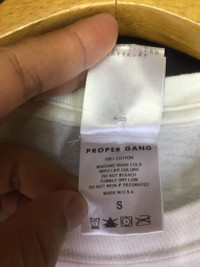 PROPER GANG
100% COTTON
MACHINE WASH COLD
WITH LIKE COLORS
DO NOT BLEACH
TUMBLE DRY LOW
DO NOT IRON IF DECORATED
MADE IN U.S.A.
S